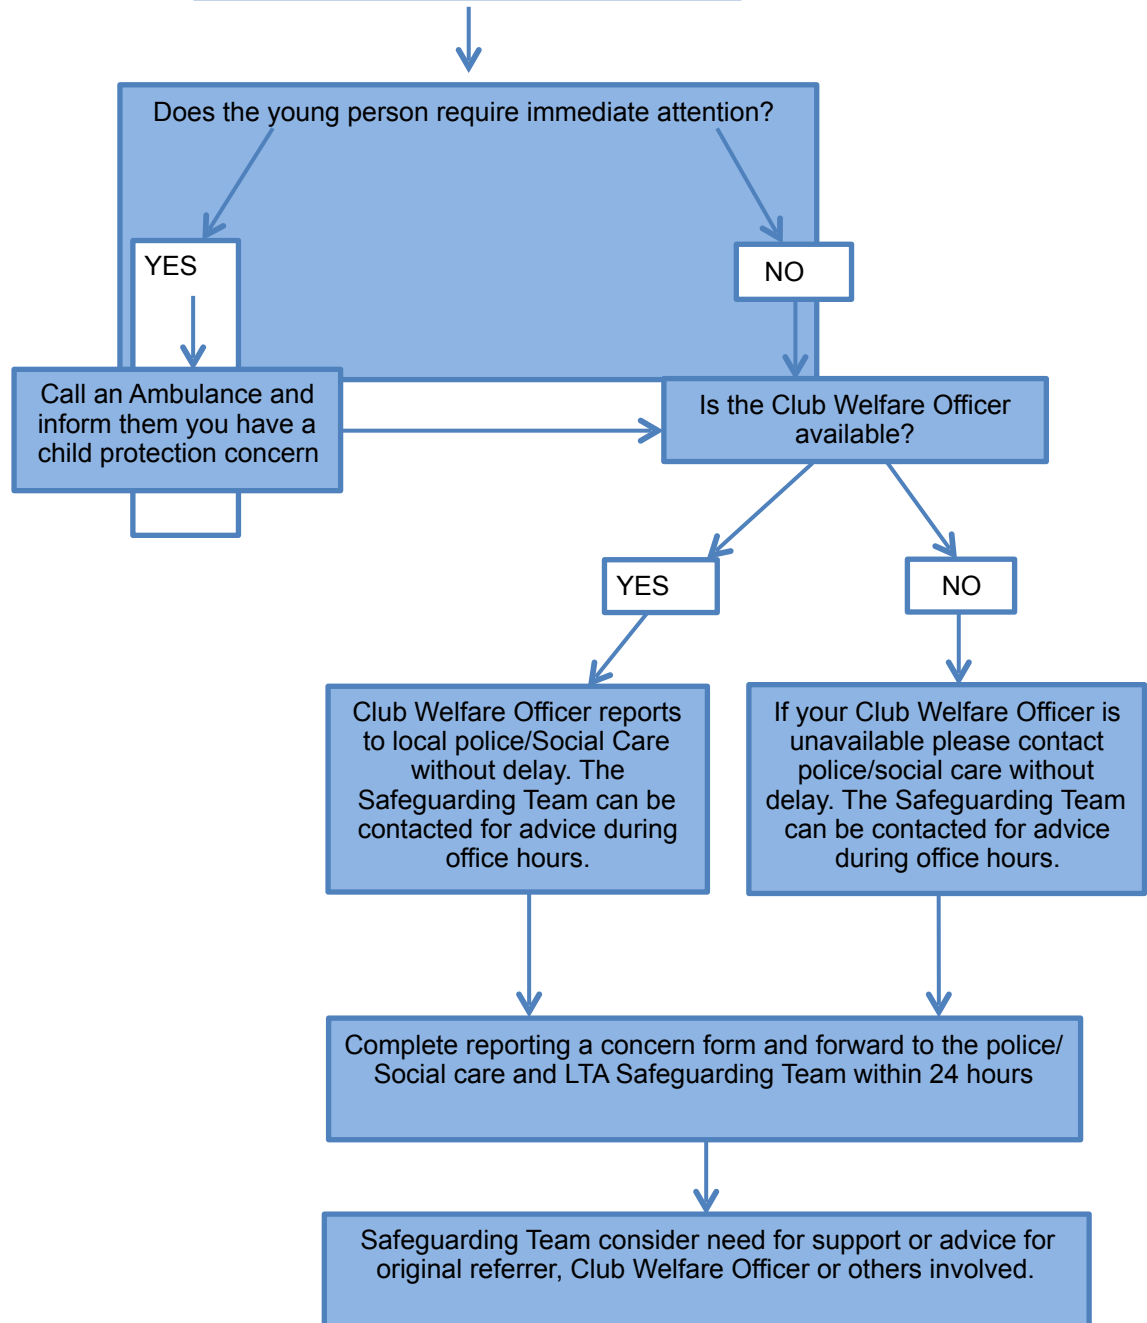 Does the young person require immediate attention?
YES
NO
Call an Ambulance and
inform them you have a
child protection concern
Is the Club Welfare Officer
available?
YES
NO
Club Welfare Officer reports
to local police/Social Care
without delay. The
Safeguarding Team can be
contacted for advice during
office hours.
If your Club Welfare Officer is
unavailable please contact
police/social care without
delay. The Safeguarding Team
can be contacted for advice
during office hours.
Complete reporting a concern form and forward to the police/
Social care and LTA Safeguarding Team within 24 hours
Safeguarding Team consider need for support or advice for
original referrer, Club Welfare Officer or others involved.